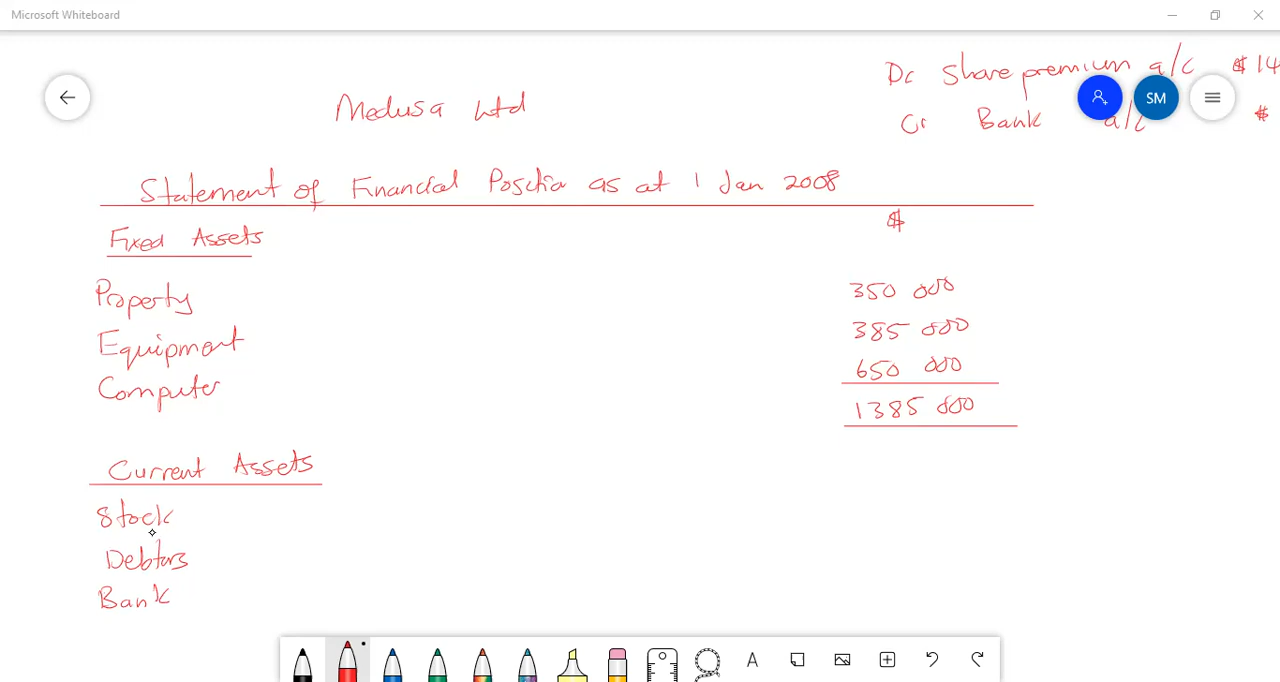 Microsoft Whiteboard
Dr Share premium a/c $ 14
Cr Bank a/c $
SM
Medusa Ltd
Statement of Financial Position as at 1 Jan 2008
$
Fixed Assets
Property 350 000
Equipment 385 000
Computer 650 000
1385 000
Current Assets
Stock
Debtors
Bank
A